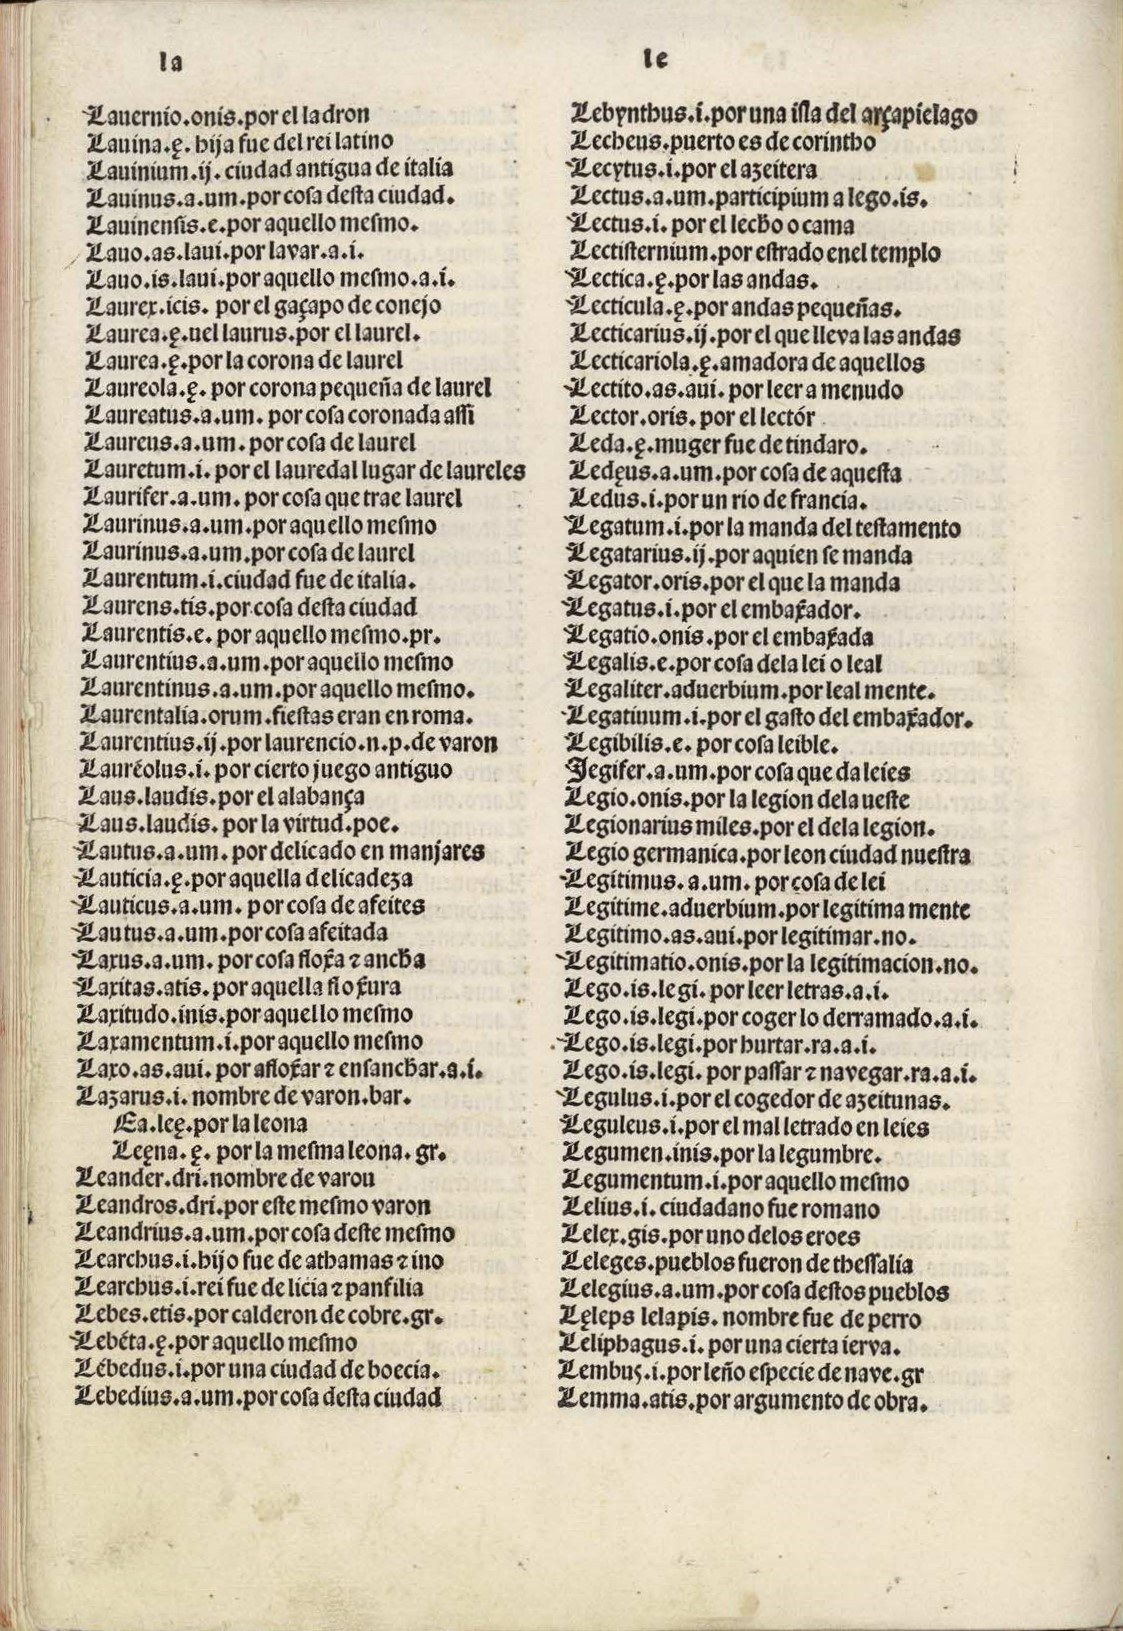 la
Lauernio.onis.por el ladron
Lauina.ę.hija fue del rei latino
Lauinium.ij.ciudad antigua de italia
Lauinus.a.um.por cosa desta ciudad.
Lauinensis.e.por aquello mesmo.
Lauo.as.laui.por lavar.a.i.
Lauo.is.laui.por aquello mesmo.a.i.
Laurex.icis. por el gaçapo de conejo
Laurea.ę.uel laurus.por el laurel.
Laurea.ę.por la corona de laurel
Laureola.ę. por corona pequeña de laurel
Laureatus.a.um. por cosa coronada assi
Laureus.a.um. por cosa de laurel
Lauretum.i. por el lauredal lugar de laureles
Laurifer.a.um. por cosa que trae laurel
Laurinus.a.um.por aquello mesmo
Laurinus.a.um.por cosa de laurel
Laurentum.i.ciudad fue de italia.
Laurens.tis.por cosa desta ciudad
Laurentis.e. por aquello mesmo.pr.
Laurentius.a.um.por aquello mesmo
Laurentinus.a.um.por aquello mesmo.
Laurentalia.orum.fiestas eran en roma.
Laurentius.ij.por laurencio.n.p.de varon
Lauréolus.i. por cierto juego antiguo
Laus.laudis.por el alabança
Laus.laudis. por la virtud.poe.
Lautus.a.um. por delicado en manjares
Lauticia.ę.por aquella delicadeza
Lauticus.a.um. por cosa de afeites
Lautus.a.um.por cosa afeitada
Laxus.a.um. por cosa flox̃a ⁊ ancha
Laxitas.atis.por aquella flox̃ura
Laxitudo.inis.por aquello mesmo
Laxamentum.i.por aquello mesmo
Laxo.as.aui. por aflox̃ar ⁊ ensanchar.a.i.
Lazarus.i. nombre de varon.bar.
Ea.leę.por la leona
Leęna.ę. por la mesma leona.gr.
Leander.dri.nombre de varou
Leandros.dri.por este mesmo varon
Leandrius.a.um.por cosa deste mesmo
Learchus.i.hijo fue de athamas ⁊ ino
Learchus.i.rei fue de licia ⁊ panfilia
Lebes.etis.por calderon de cobre.gr.
Lebéta.ę.por aquello mesmo
Lébedus.i.por una ciudad de boecia.
Lebedius.a.um.por cosa desta ciudad
le
Lebynthus.i.por una isla del arçapielago
Lecheus.puerto es de corintho
Lecytus.i.por el azeitera
Lectus.a.um.participium a lego.is.
Lectus.i.por el lecho o cama
Lectisternium.por estrado enel templo
Lectica.ę.por las andas.
Lecticula.ę.por andas pequeñas.
Lecticarius.ij.por el que lleva las andas
Lecticariola.ę.amadora de aquellos
Lectito.as.aui. por leer a menudo
Lector.oris. por el lectór
Leda.ę.muger fue de tindaro.
Ledęus.a.um.por cosa de aquesta
Ledus.i.por un rio de francia.
Legatum.i.por la manda del testamento
Legatarius.ij.por aquien se manda
Legator.oris.por el que la manda
Legatus.i.por el embax̃ador.
Legatio.onis.por el embax̃ada
Legalis.e.por cosa dela lei o leal
Legaliter.aduerbium.por leal mente.
Legatiuum.i.por el gasto del embax̃ador.
Legibilis.e. por cosa leible.
Jegifer.a.um.por cosa que da leies
Legio.onis.por la legion dela ueste
Legionarius miles.por el dela legion.
Legio germanica.por leon ciudad nuestra
Legitimus.a.um. por cosa de lei
Legitime.aduerbium.por legitima mente
Legitimo.as.aui.por legitimar.no.
Legitimatio.onis.por la legitimacion.no.
Lego.is.legi. por leer letras.a.i.
Lego.is.legi.por coger lo derramado.a.i.
Lego.is.legi.por hurtar.ra.a.i.
Lego.is.legi. por passar ⁊ navegar.ra.a.i.
Legulus.i.por el cogedor de azeitunas.
Leguleus.i.por el mal letrado en leies
Legumen.inis.por la legumbre.
Legumentum.i.por aquello mesmo
Lelius.i. ciudadano fue romano
Lelex.gis.por uno delos eroes
Leleges.pueblos fueron de thessalia
Lelegius.a.um.por cosa destos pueblos
Lęleps lelapis. nombre fue de perro
Leliphagus.i. por una cierta ierva.
Lembus.i.por leño especie de nave.gr
Lemma.atis.por argumento de obra.